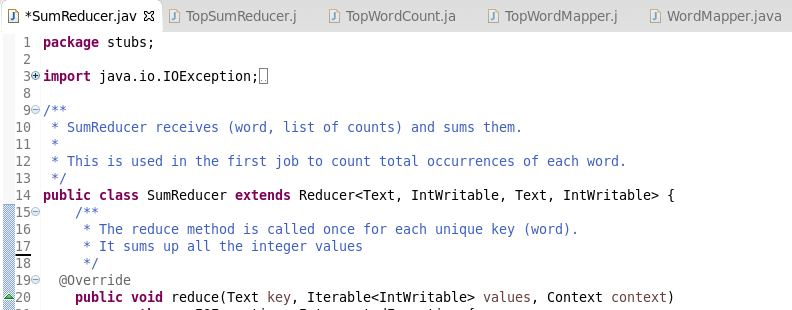 *SumReducer.jav TopSumReducer.j TopWordCount.ja TopWordMapper.j WordMapper.java
1 package stubs;
2
3 import java.io.IOException;
8
9 /**
10 * SumReducer receives (word, list of counts) and sums them.
11 *
12 * This is used in the first job to count total occurrences of each word.
13 */
14 public class SumReducer extends Reducer<Text, IntWritable, Text, IntWritable> {
15 /**
16 * The reduce method is called once for each unique key (word).
17 * It sums up all the integer values
18 */
19 @Override
20 public void reduce(Text key, Iterable<IntWritable> values, Context context)